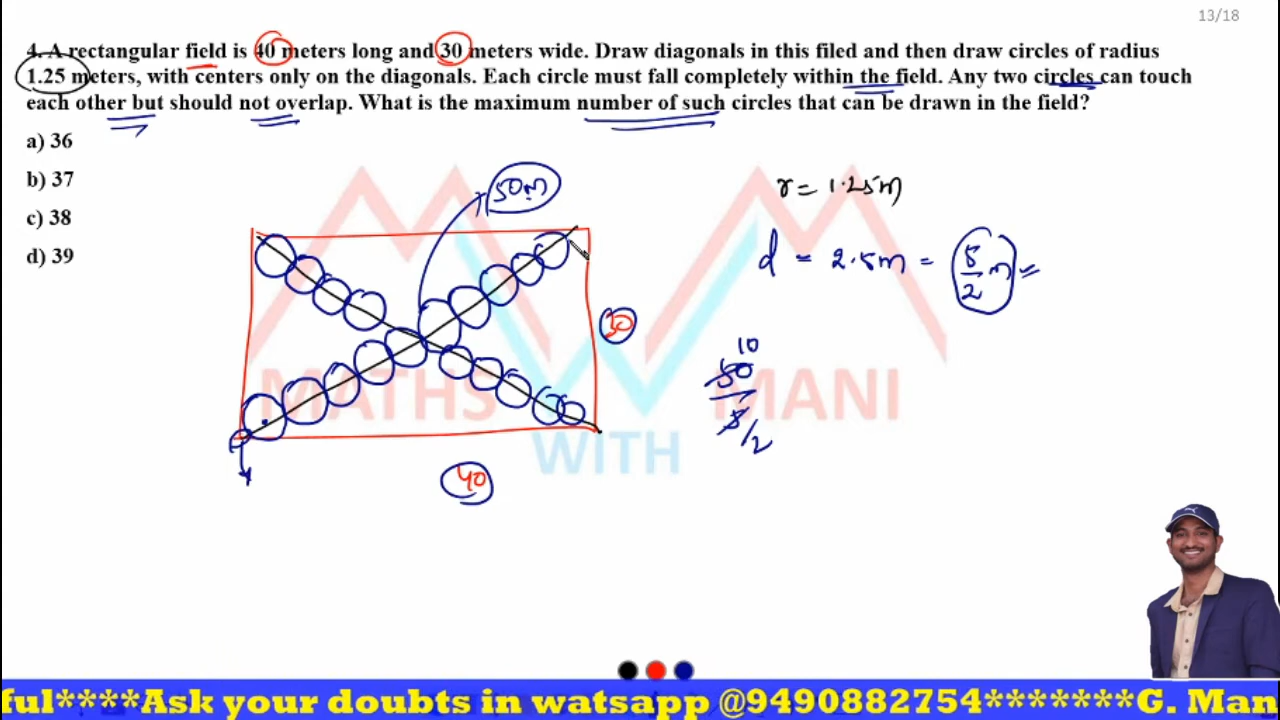 13/18
4. A rectangular field is 40 meters long and 30 meters wide. Draw diagonals in this filed and then draw circles of radius
1.25 meters, with centers only on the diagonals. Each circle must fall completely within the field. Any two circles can touch
each other but should not overlap. What is the maximum number of such circles that can be drawn in the field?
a) 36
b) 37
c) 38
d) 39
50m
r = 1.25m
d = 2.5m = 5/2 m =
30
10
50
5/2
40
MATHS
WITH
MANI
ful****Ask your doubts in watsapp @9490882754*******G. Man